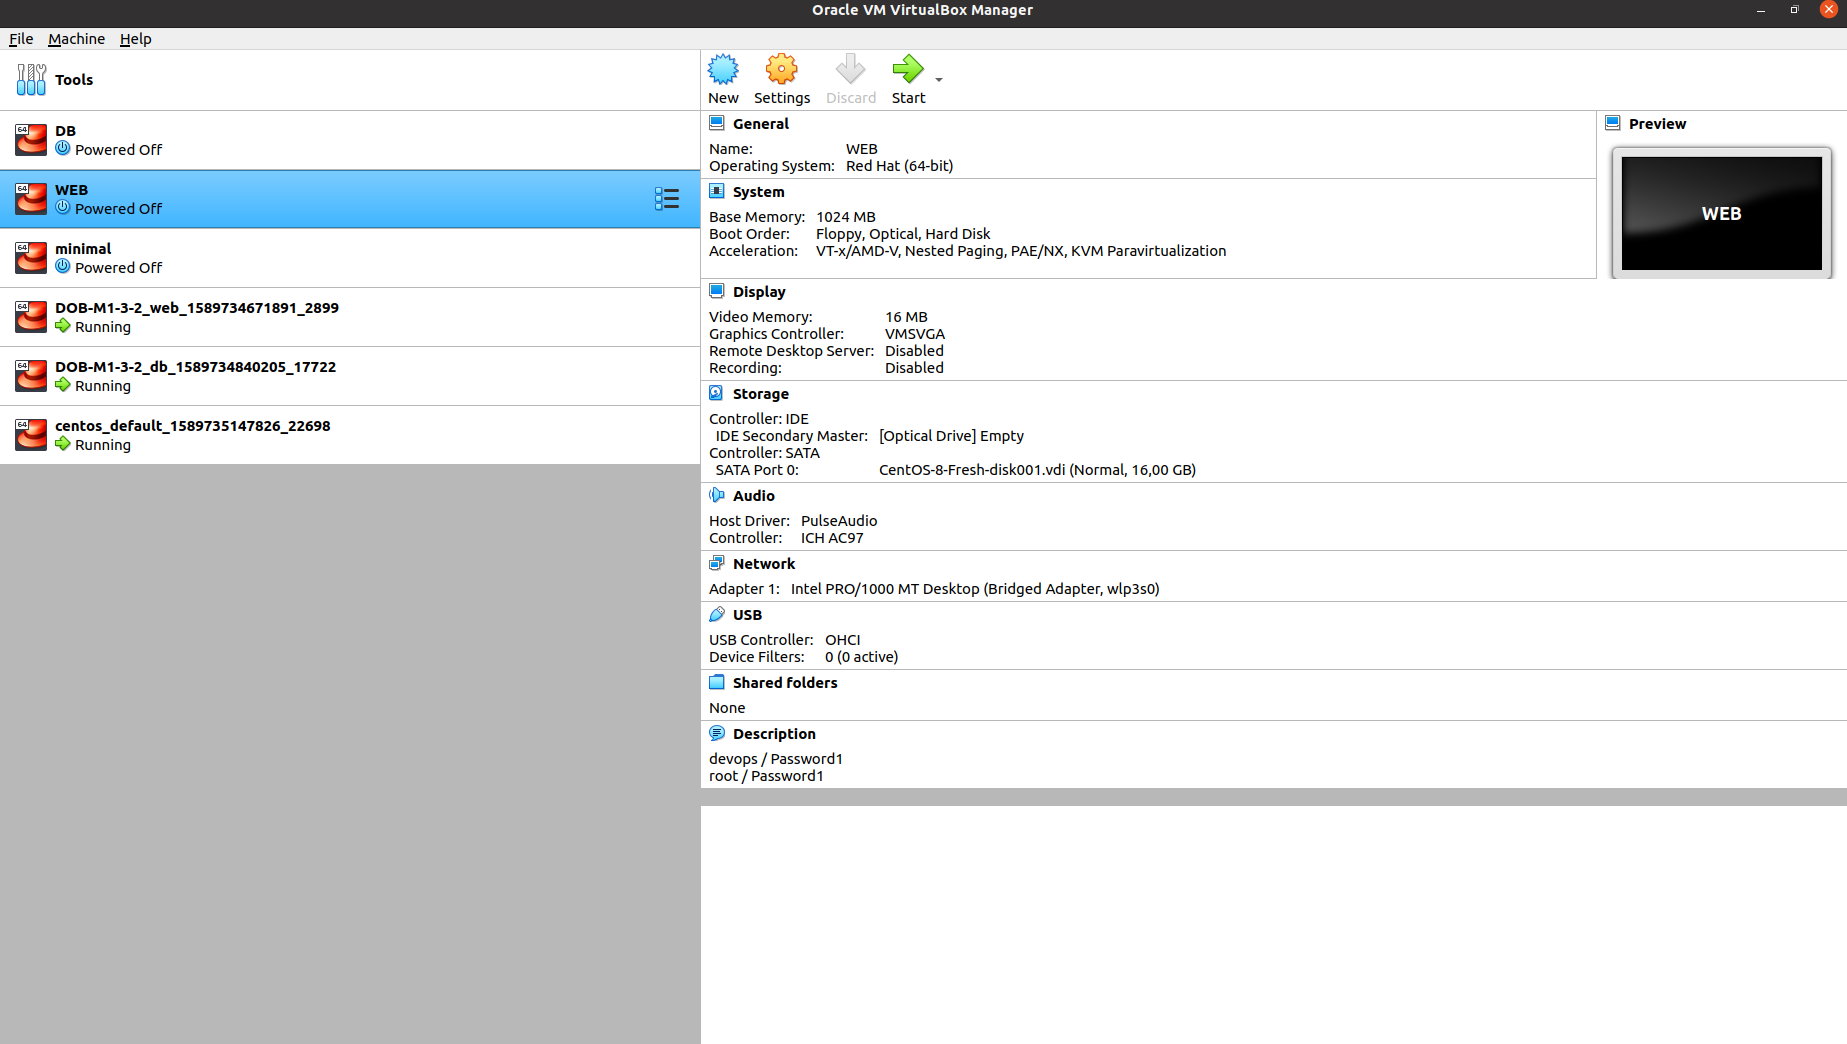 Oracle VM VirtualBox Manager
File Machine Help
Tools
64
DB
Powered Off
64
WEB
Powered Off
64
minimal
Powered Off
64
DOB-M1-3-2_web_1589734671891_2899
Running
64
DOB-M1-3-2_db_1589734840205_17722
Running
64
centos_default_1589735147826_22698
Running
New Settings Discard Start
General
Name: WEB
Operating System: Red Hat (64-bit)
Preview
WEB
System
Base Memory: 1024 MB
Boot Order: Floppy, Optical, Hard Disk
Acceleration: VT-x/AMD-V, Nested Paging, PAE/NX, KVM Paravirtualization
Display
Video Memory: 16 MB
Graphics Controller: VMSVGA
Remote Desktop Server: Disabled
Recording: Disabled
Storage
Controller: IDE
IDE Secondary Master: [Optical Drive] Empty
Controller: SATA
SATA Port 0: CentOS-8-Fresh-disk001.vdi (Normal, 16,00 GB)
Audio
Host Driver: PulseAudio
Controller: ICH AC97
Network
Adapter 1: Intel PRO/1000 MT Desktop (Bridged Adapter, wlp3s0)
USB
USB Controller: OHCI
Device Filters: 0 (0 active)
Shared folders
None
Description
devops / Password1
root / Password1